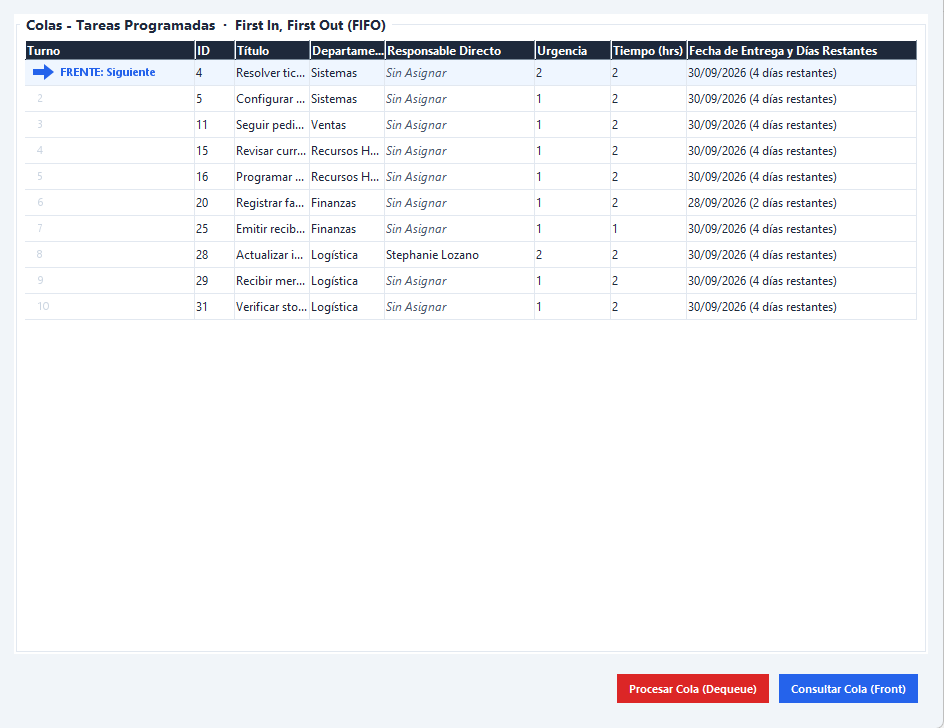 Colas - Tareas Programadas · First In, First Out (FIFO)
Turno ID Título Departame... Responsable Directo Urgencia Tiempo (hrs) Fecha de Entrega y Días Restantes
FRENTE: Siguiente 4 Resolver tic... Sistemas Sin Asignar 2 2 30/09/2026 (4 días restantes)
2 5 Configurar ... Sistemas Sin Asignar 1 2 30/09/2026 (4 días restantes)
3 11 Seguir pedi... Ventas Sin Asignar 1 2 30/09/2026 (4 días restantes)
4 15 Revisar curr... Recursos H... Sin Asignar 1 2 30/09/2026 (4 días restantes)
5 16 Programar ... Recursos H... Sin Asignar 1 2 30/09/2026 (4 días restantes)
6 20 Registrar fa... Finanzas Sin Asignar 1 2 28/09/2026 (2 días restantes)
7 25 Emitir recib... Finanzas Sin Asignar 1 1 30/09/2026 (4 días restantes)
8 28 Actualizar i... Logística Stephanie Lozano 2 2 30/09/2026 (4 días restantes)
9 29 Recibir mer... Logística Sin Asignar 1 2 30/09/2026 (4 días restantes)
10 31 Verificar sto... Logística Sin Asignar 1 2 30/09/2026 (4 días restantes)
Procesar Cola (Dequeue) Consultar Cola (Front)